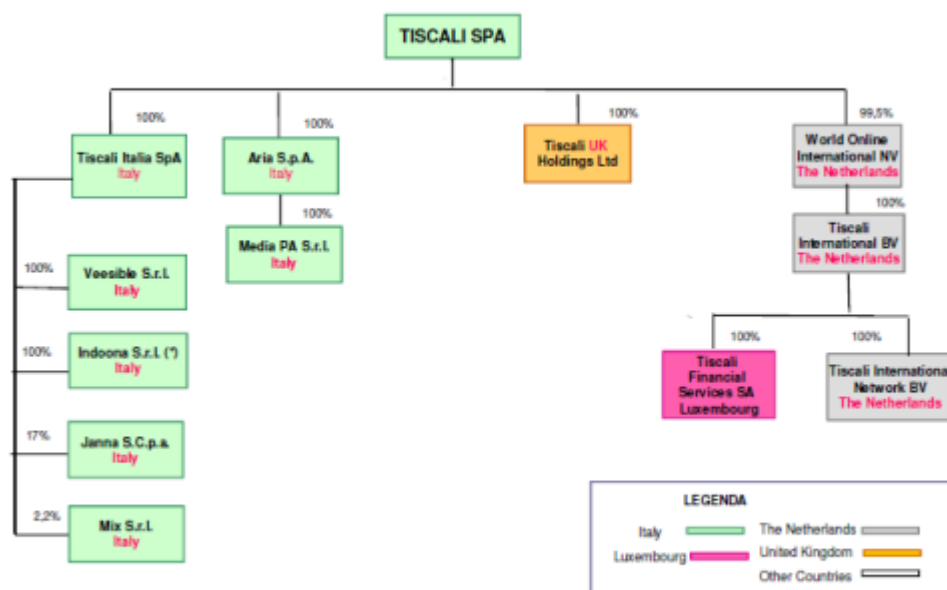 TISCALI SPA
100%
100%
100%
99,5%
Tiscali Italia SpA
Italy
Aria S.p.A.
Italy
Tiscali UK
Holdings Ltd
World Online
International NV
The Netherlands
100%
100%
Media PA S.r.l.
Italy
Tiscali
International BV
The Netherlands
100%
Veesible S.r.l.
Italy
100%
100%
100%
Indoona S.r.l. (*)
Italy
Tiscali
Financial
Services SA
Luxembourg
Tiscali International
Network BV
The Netherlands
17%
Janna S.C.p.a.
Italy
2,2%
Mix S.r.l.
Italy
LEGENDA
Italy
The Netherlands
Luxembourg
United Kingdom
Other Countries